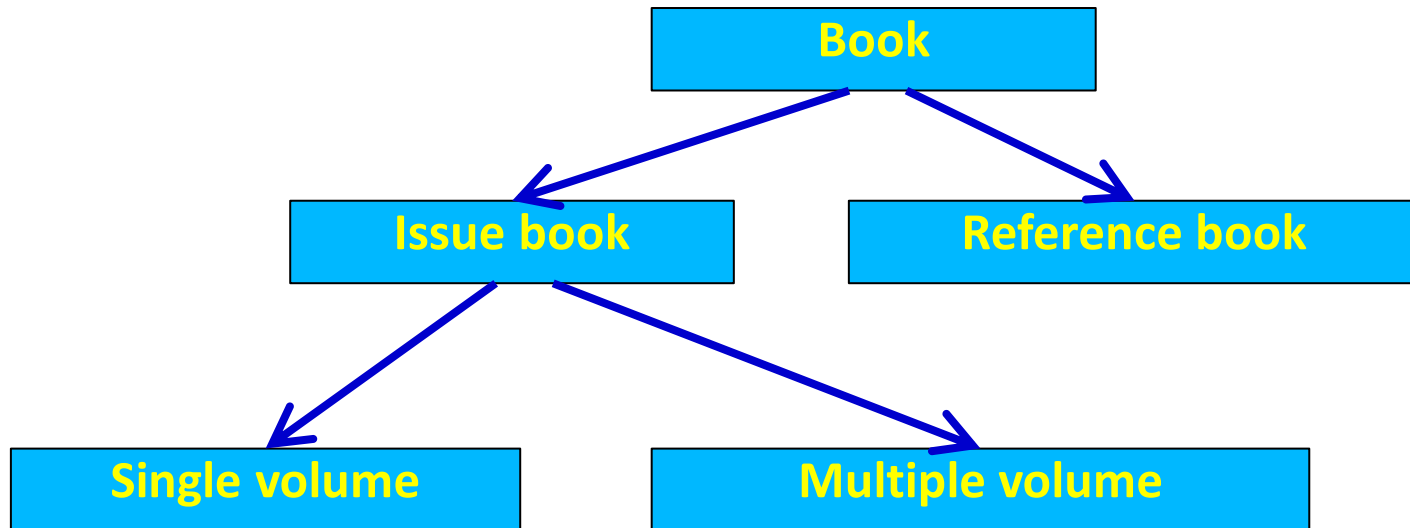 Book
Issue book
Reference book
Single volume
Multiple volume